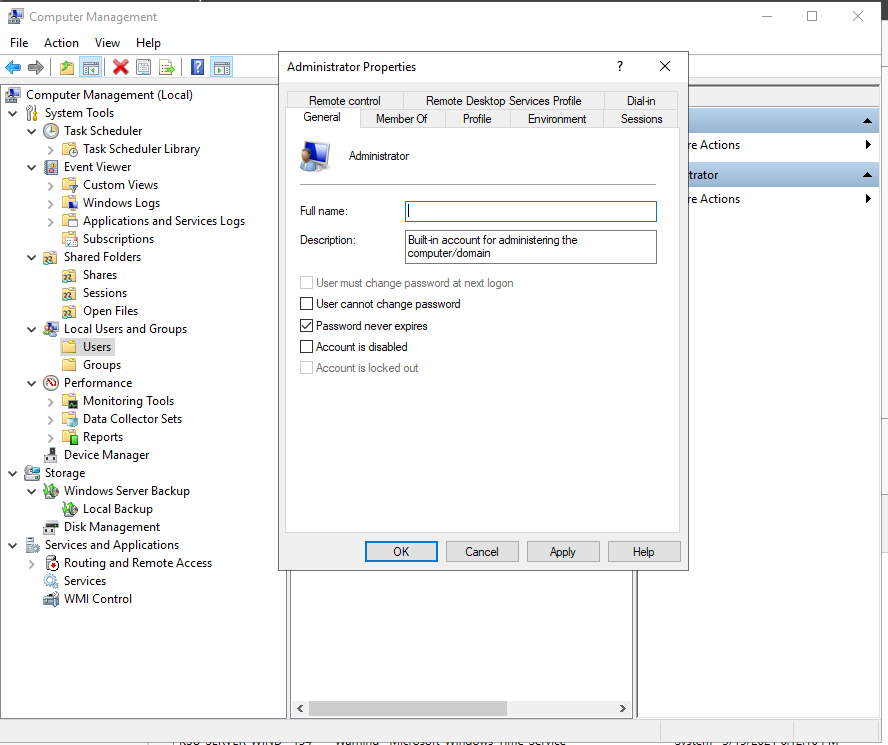 Computer Management
File Action View Help
Computer Management (Local)
System Tools
Task Scheduler
Task Scheduler Library
Event Viewer
Custom Views
Windows Logs
Applications and Services Logs
Subscriptions
Shared Folders
Shares
Sessions
Open Files
Local Users and Groups
Users
Groups
Performance
Monitoring Tools
Data Collector Sets
Reports
Device Manager
Storage
Windows Server Backup
Local Backup
Disk Management
Services and Applications
Routing and Remote Access
Services
WMI Control
Administrator Properties
?
Remote control Remote Desktop Services Profile Dial-in
General Member Of Profile Environment Sessions
Administrator
Full name:
Description: Built-in account for administering the
computer/domain
User must change password at next logon
User cannot change password
Password never expires
Account is disabled
Account is locked out
OK Cancel Apply Help
re Actions
trator
re Actions